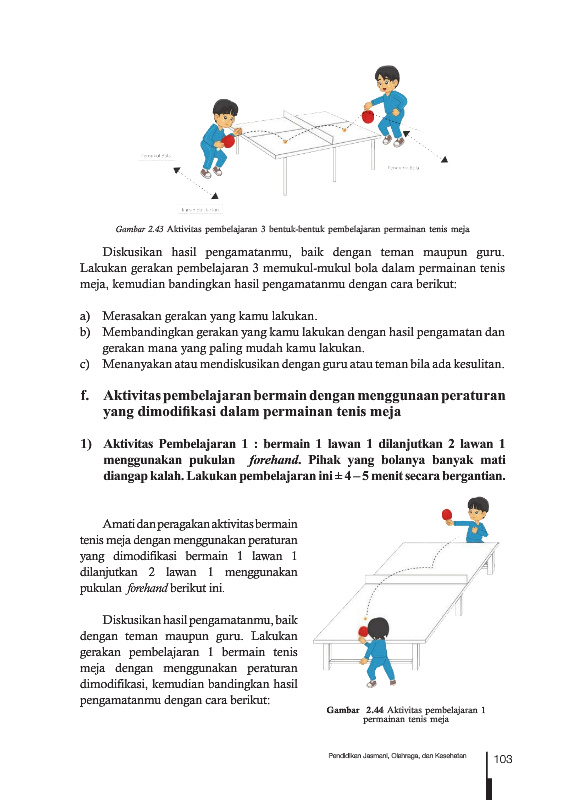 Gambar 2.43 Aktivitas pembelajaran 3 bentuk-bentuk pembelajaran permainan tenis meja
Diskusikan hasil pengamatanmu, baik dengan teman maupun guru.
Lakukan gerakan pembelajaran 3 memukul-mukul bola dalam permainan tenis
meja, kemudian bandingkan hasil pengamatanmu dengan cara berikut:
a) Merasakan gerakan yang kamu lakukan.
b) Membandingkan gerakan yang kamu lakukan dengan hasil pengamatan dan
gerakan mana yang paling mudah kamu lakukan.
c) Menanyakan atau mendiskusikan dengan guru atau teman bila ada kesulitan.
f. Aktivitas pembelajaran bermain dengan menggunaan peraturan
yang dimodifikasi dalam permainan tenis meja
1) Aktivitas Pembelajaran 1 : bermain 1 lawan 1 dilanjutkan 2 lawan 1
menggunakan pukulan forehand. Pihak yang bolanya banyak mati
diangap kalah. Lakukan pembelajaran ini ± 4 – 5 menit secara bergantian.
Amati dan peragakan aktivitas bermain
tenis meja dengan menggunakan peraturan
yang dimodifikasi bermain 1 lawan 1
dilanjutkan 2 lawan 1 menggunakan
pukulan forehand berikut ini.
Diskusikan hasil pengamatanmu, baik
dengan teman maupun guru. Lakukan
gerakan pembelajaran 1 bermain tenis
meja dengan menggunakan peraturan
dimodifikasi, kemudian bandingkan hasil
pengamatanmu dengan cara berikut:
Gambar 2.44 Aktivitas pembelajaran 1
permainan tenis meja
Pendidikan Jasmani, Olahraga, dan Kesehatan
103